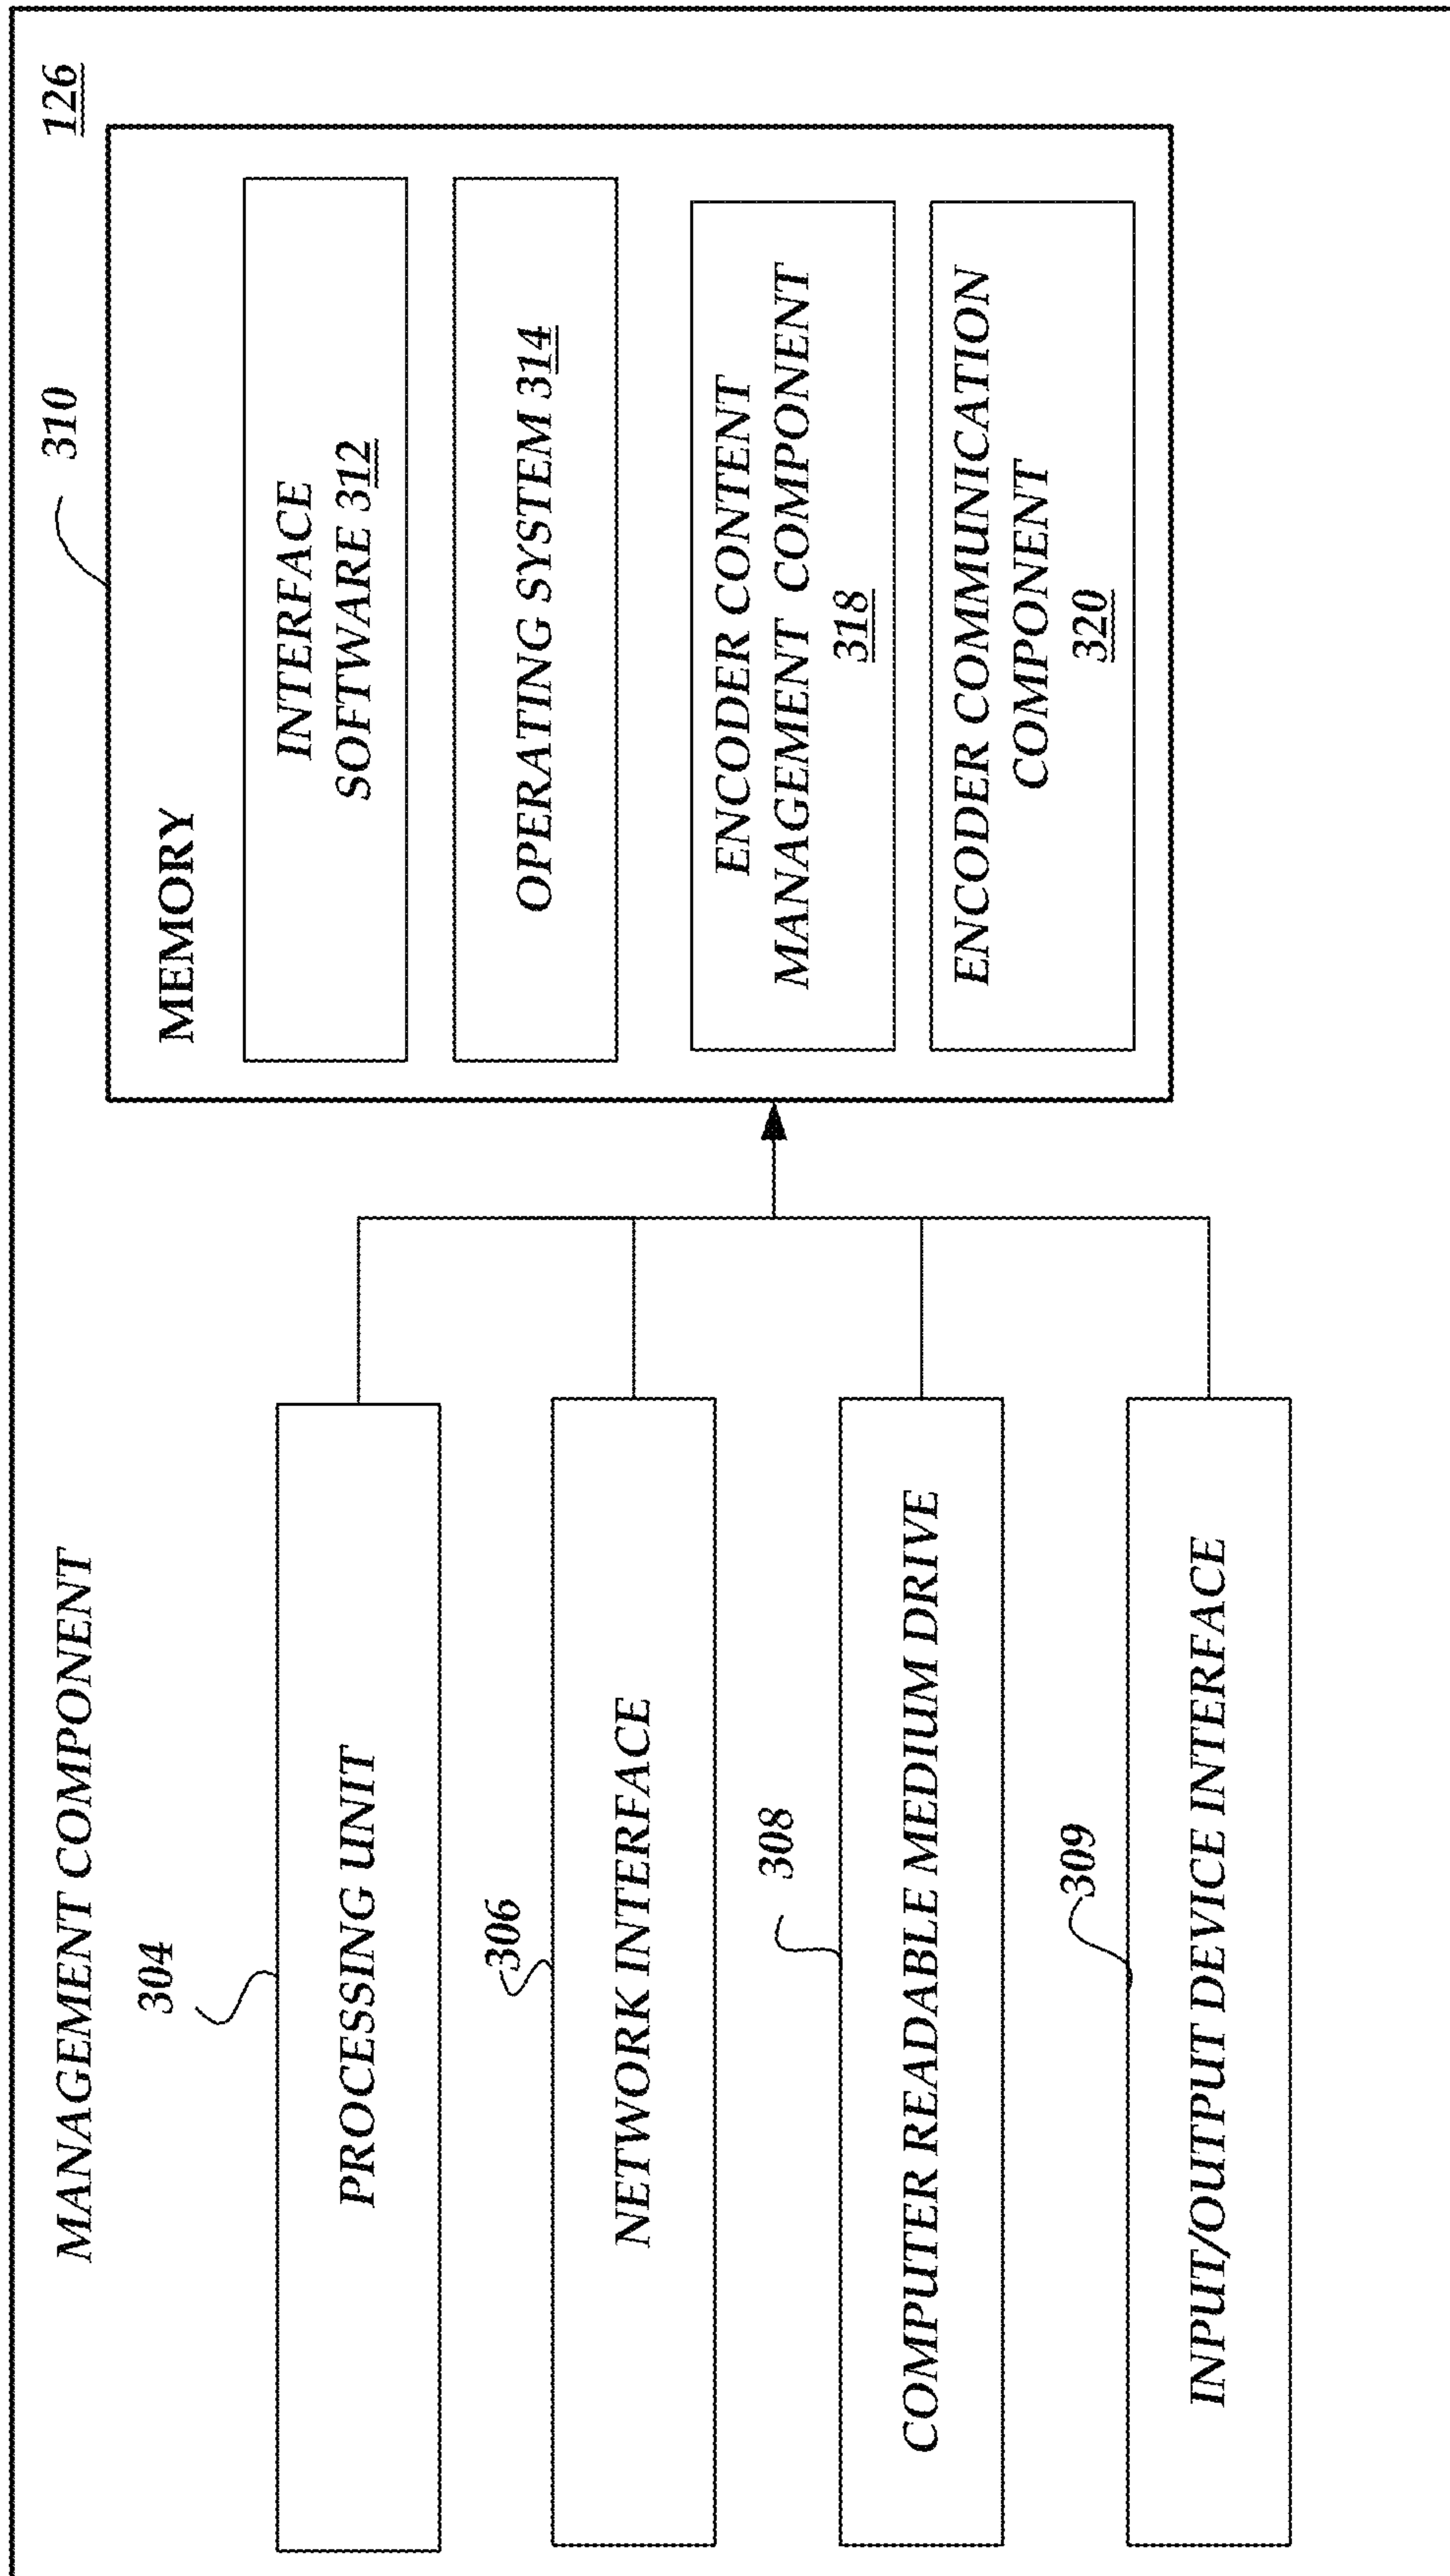 MANAGEMENT COMPONENT
126
304
PROCESSING UNIT
306
NETWORK INTERFACE
308
COMPUTER READABLE MEDIUM DRIVE
309
INPUT/OUTPUT DEVICE INTERFACE
310
MEMORY
INTERFACE
SOFTWARE 312
OPERATING SYSTEM 314
ENCODER CONTENT
MANAGEMENT COMPONENT
318
ENCODER COMMUNICATION
COMPONENT
320